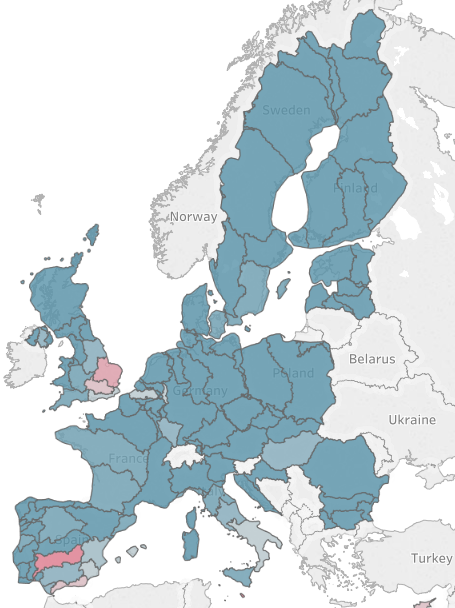 Sweden
Finland
Norway
Belarus
Germany
Poland
Ukraine
France
Spain
Turkey